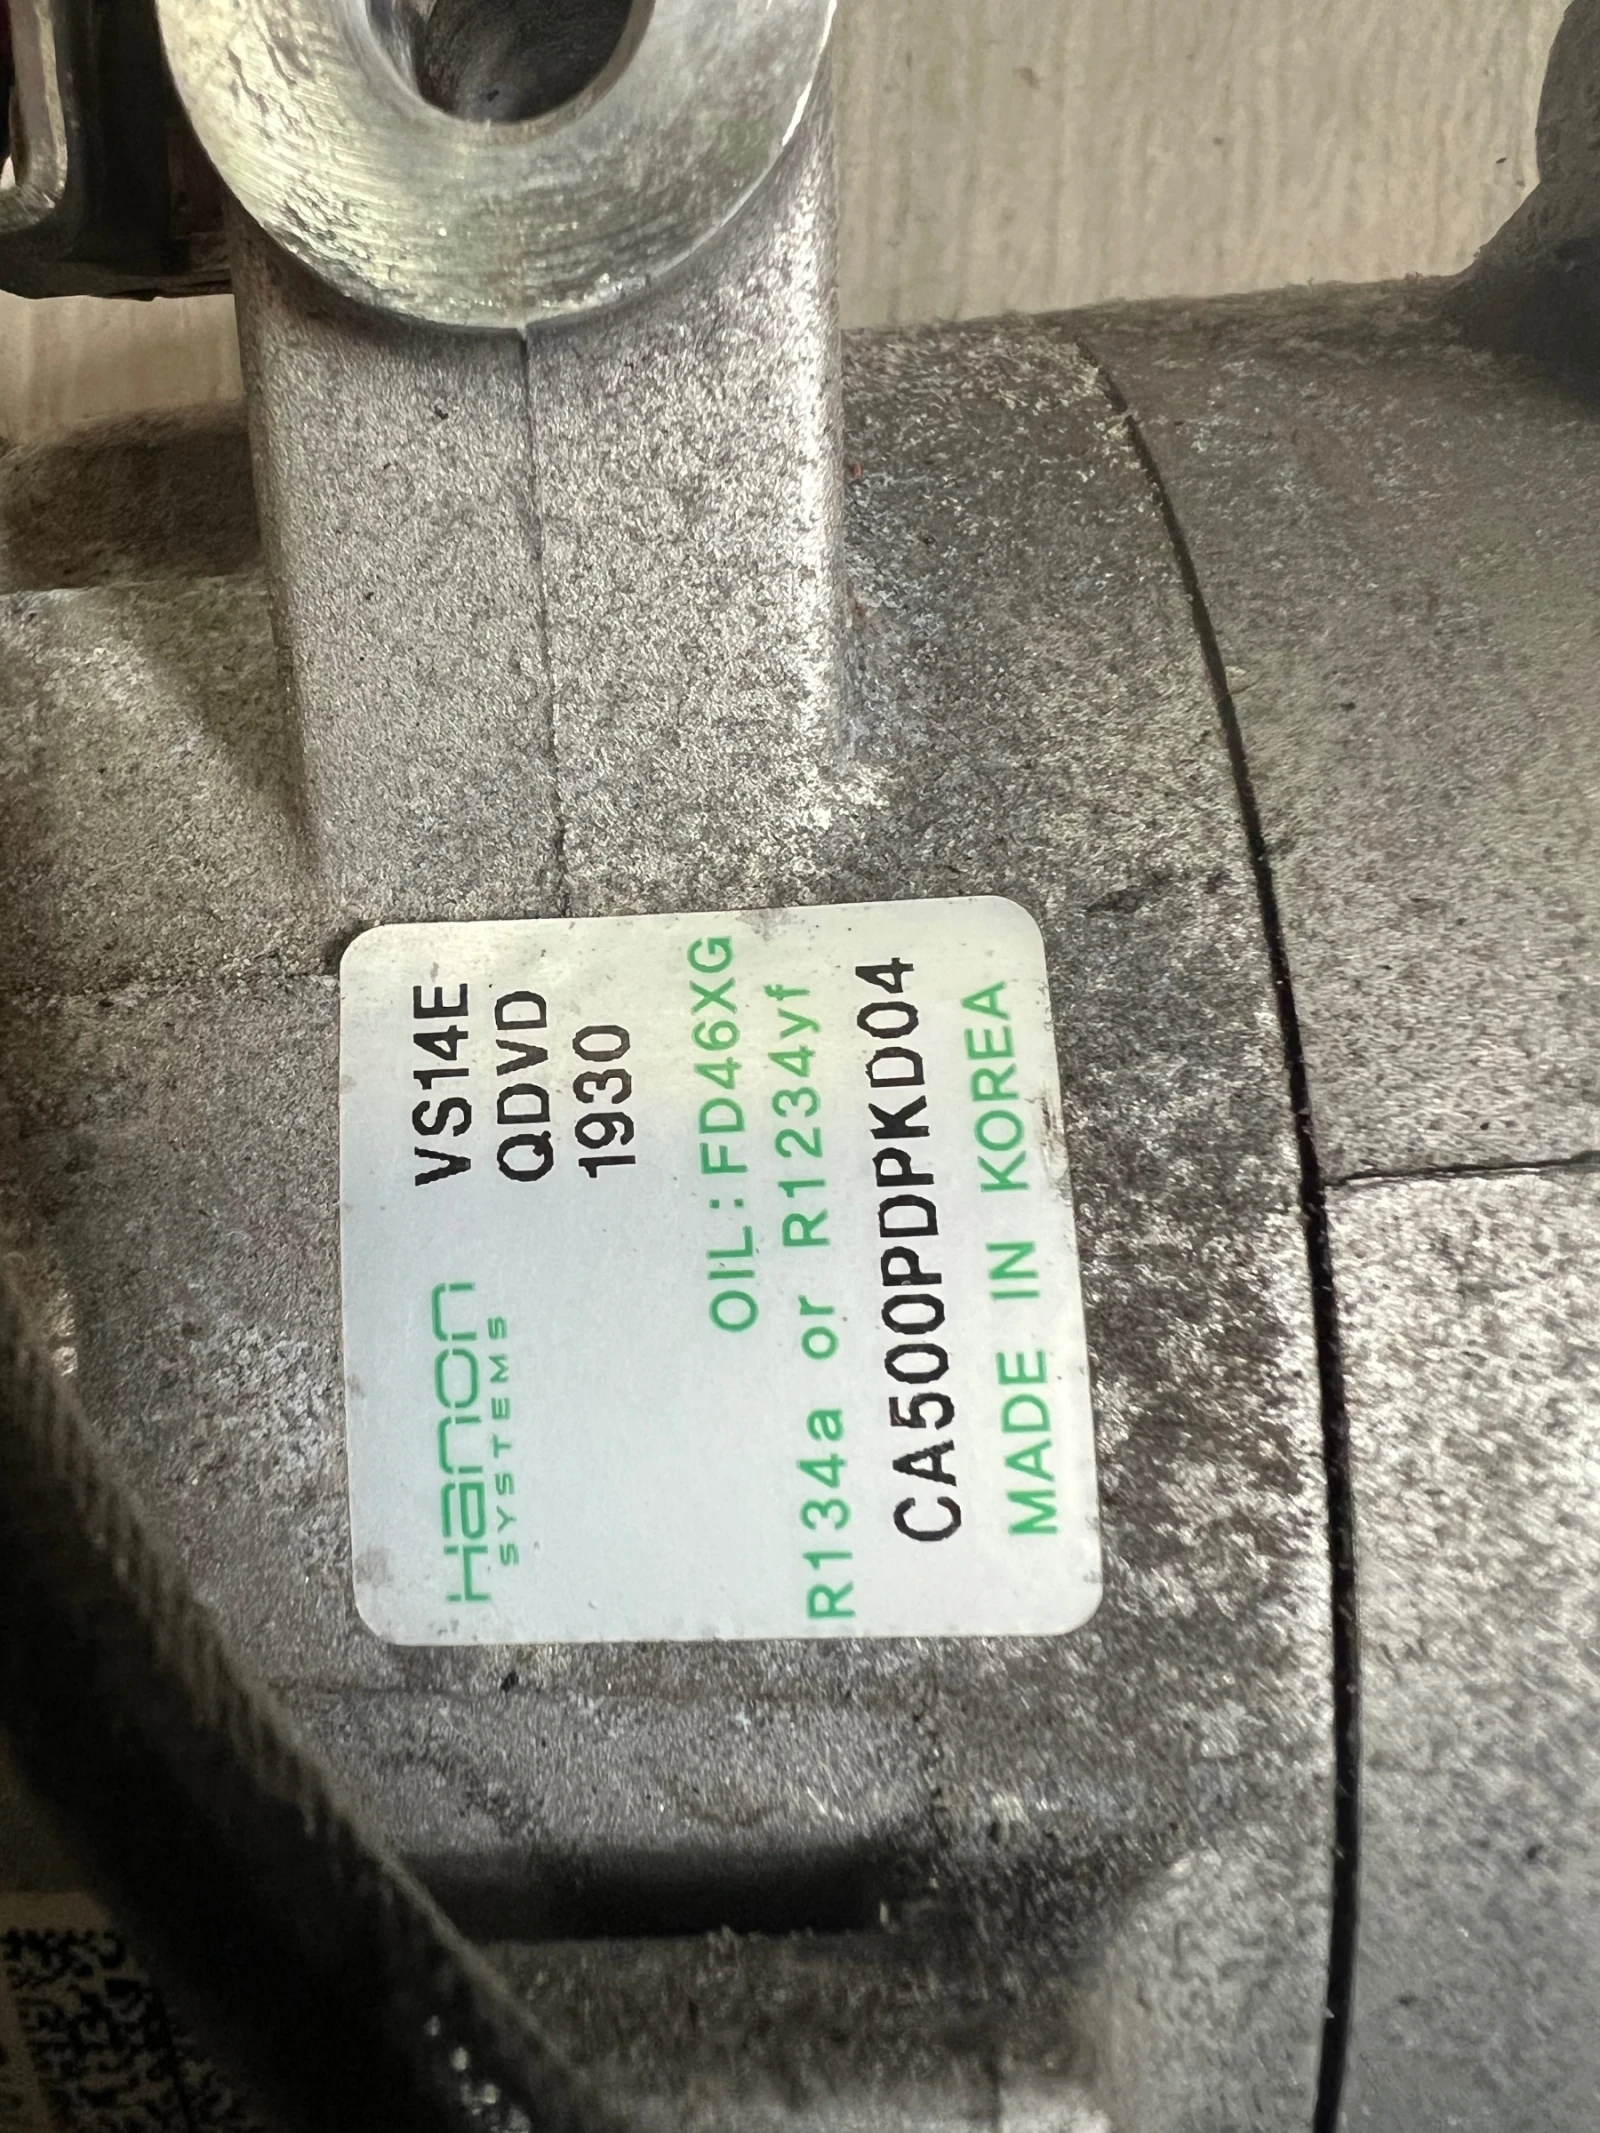 Hanon VS14E
SYSTEMS QDVD
1930
OIL:FD46XG
R134a or R1234yf
CA500PDPKD04
MADE IN KOREA